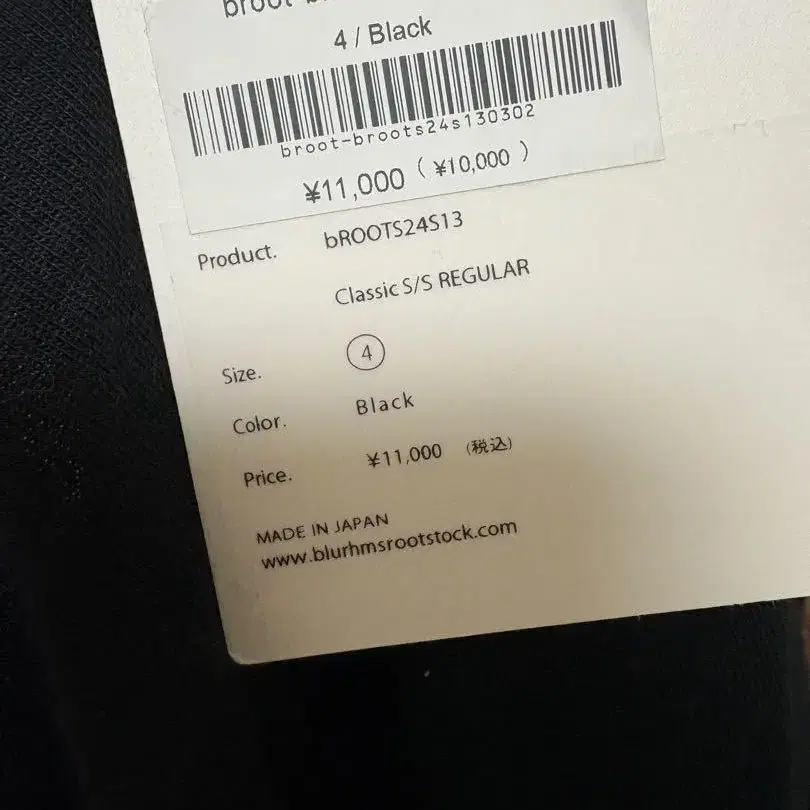 4 / Black
broot-broots24s130302
¥11,000 (¥10,000 )
Product. bROOTS24S13
Classic S/S REGULAR
Size. 4
Color. Black
Price. ¥11,000 (税込)
MADE IN JAPAN
www.blurhmsrootstock.com